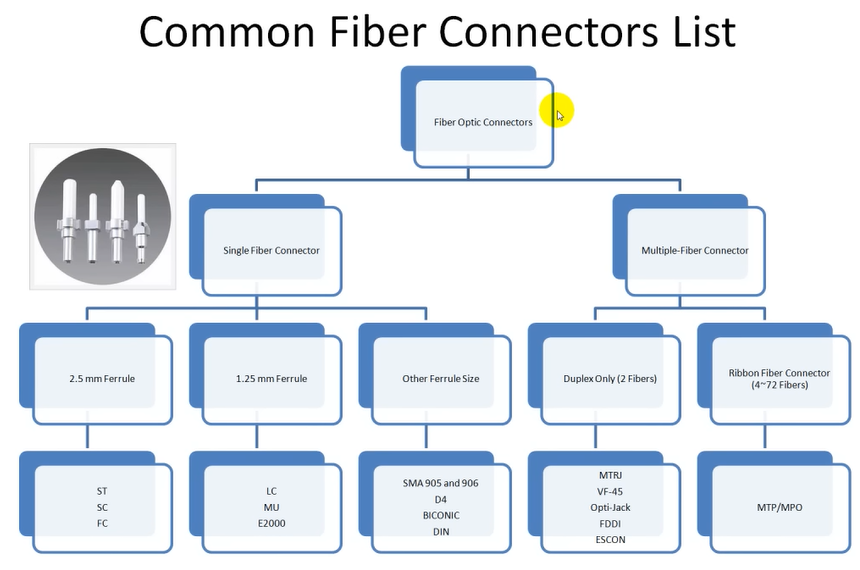 Common Fiber Connectors List
Fiber Optic Connectors
Single Fiber Connector
Multiple-Fiber Connector
2.5 mm Ferrule
1.25 mm Ferrule
Other Ferrule Size
Duplex Only (2 Fibers)
Ribbon Fiber Connector
(4~72 Fibers)
ST
SC
FC
LC
MU
E2000
SMA 905 and 906
D4
BICONIC
DIN
MTRJ
VF-45
Opti-Jack
FDDI
ESCON
MTP/MPO